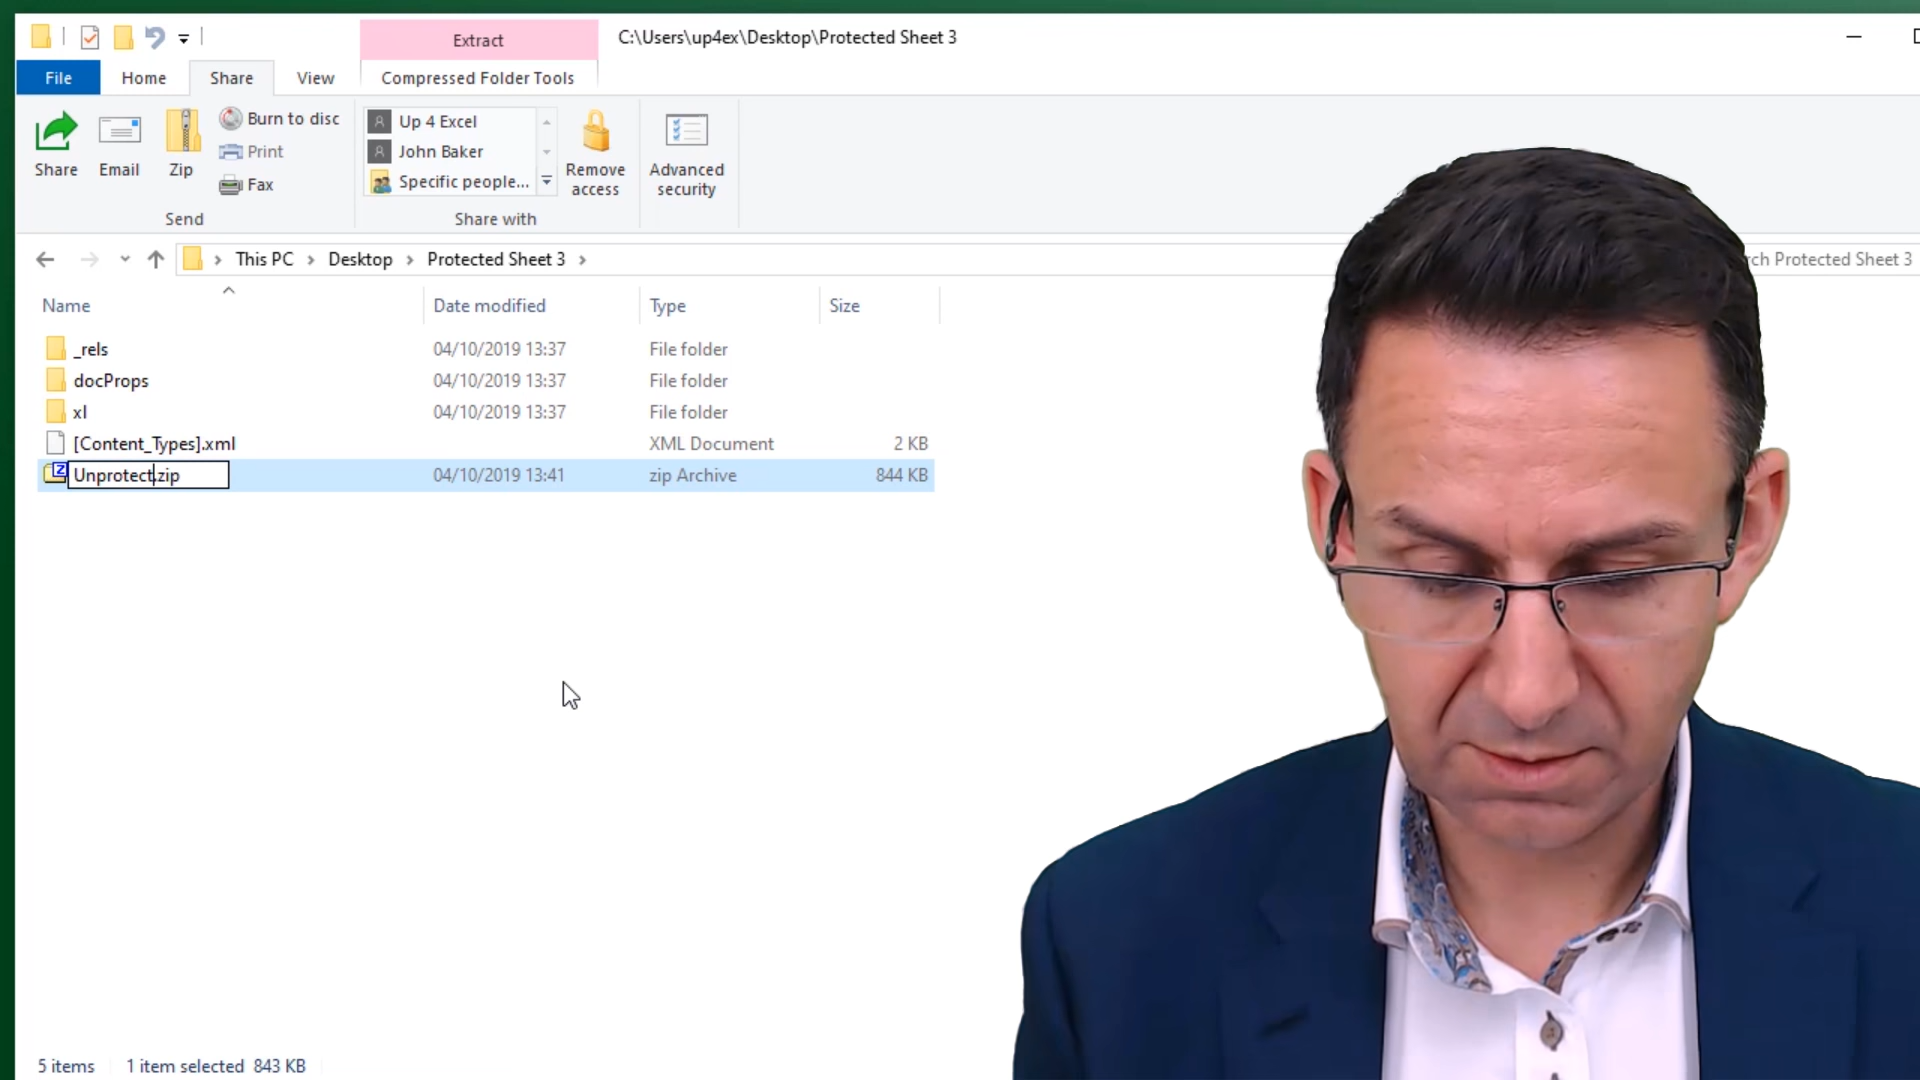 Extract
C:\Users\up4ex\Desktop\Protected Sheet 3
File
Home
Share
View
Compressed Folder Tools
Share
Email
Zip
Burn to disc
Print
Fax
Send
Up 4 Excel
John Baker
Specific people...
Share with
Remove
access
Advanced
security
This PC > Desktop > Protected Sheet 3 >
rch Protected Sheet 3
Name Date modified Type Size
_rels 04/10/2019 13:37 File folder
docProps 04/10/2019 13:37 File folder
xl 04/10/2019 13:37 File folder
[Content_Types].xml XML Document 2 KB
Unprotect.zip 04/10/2019 13:41 zip Archive 844 KB
5 items 1 item selected 843 KB